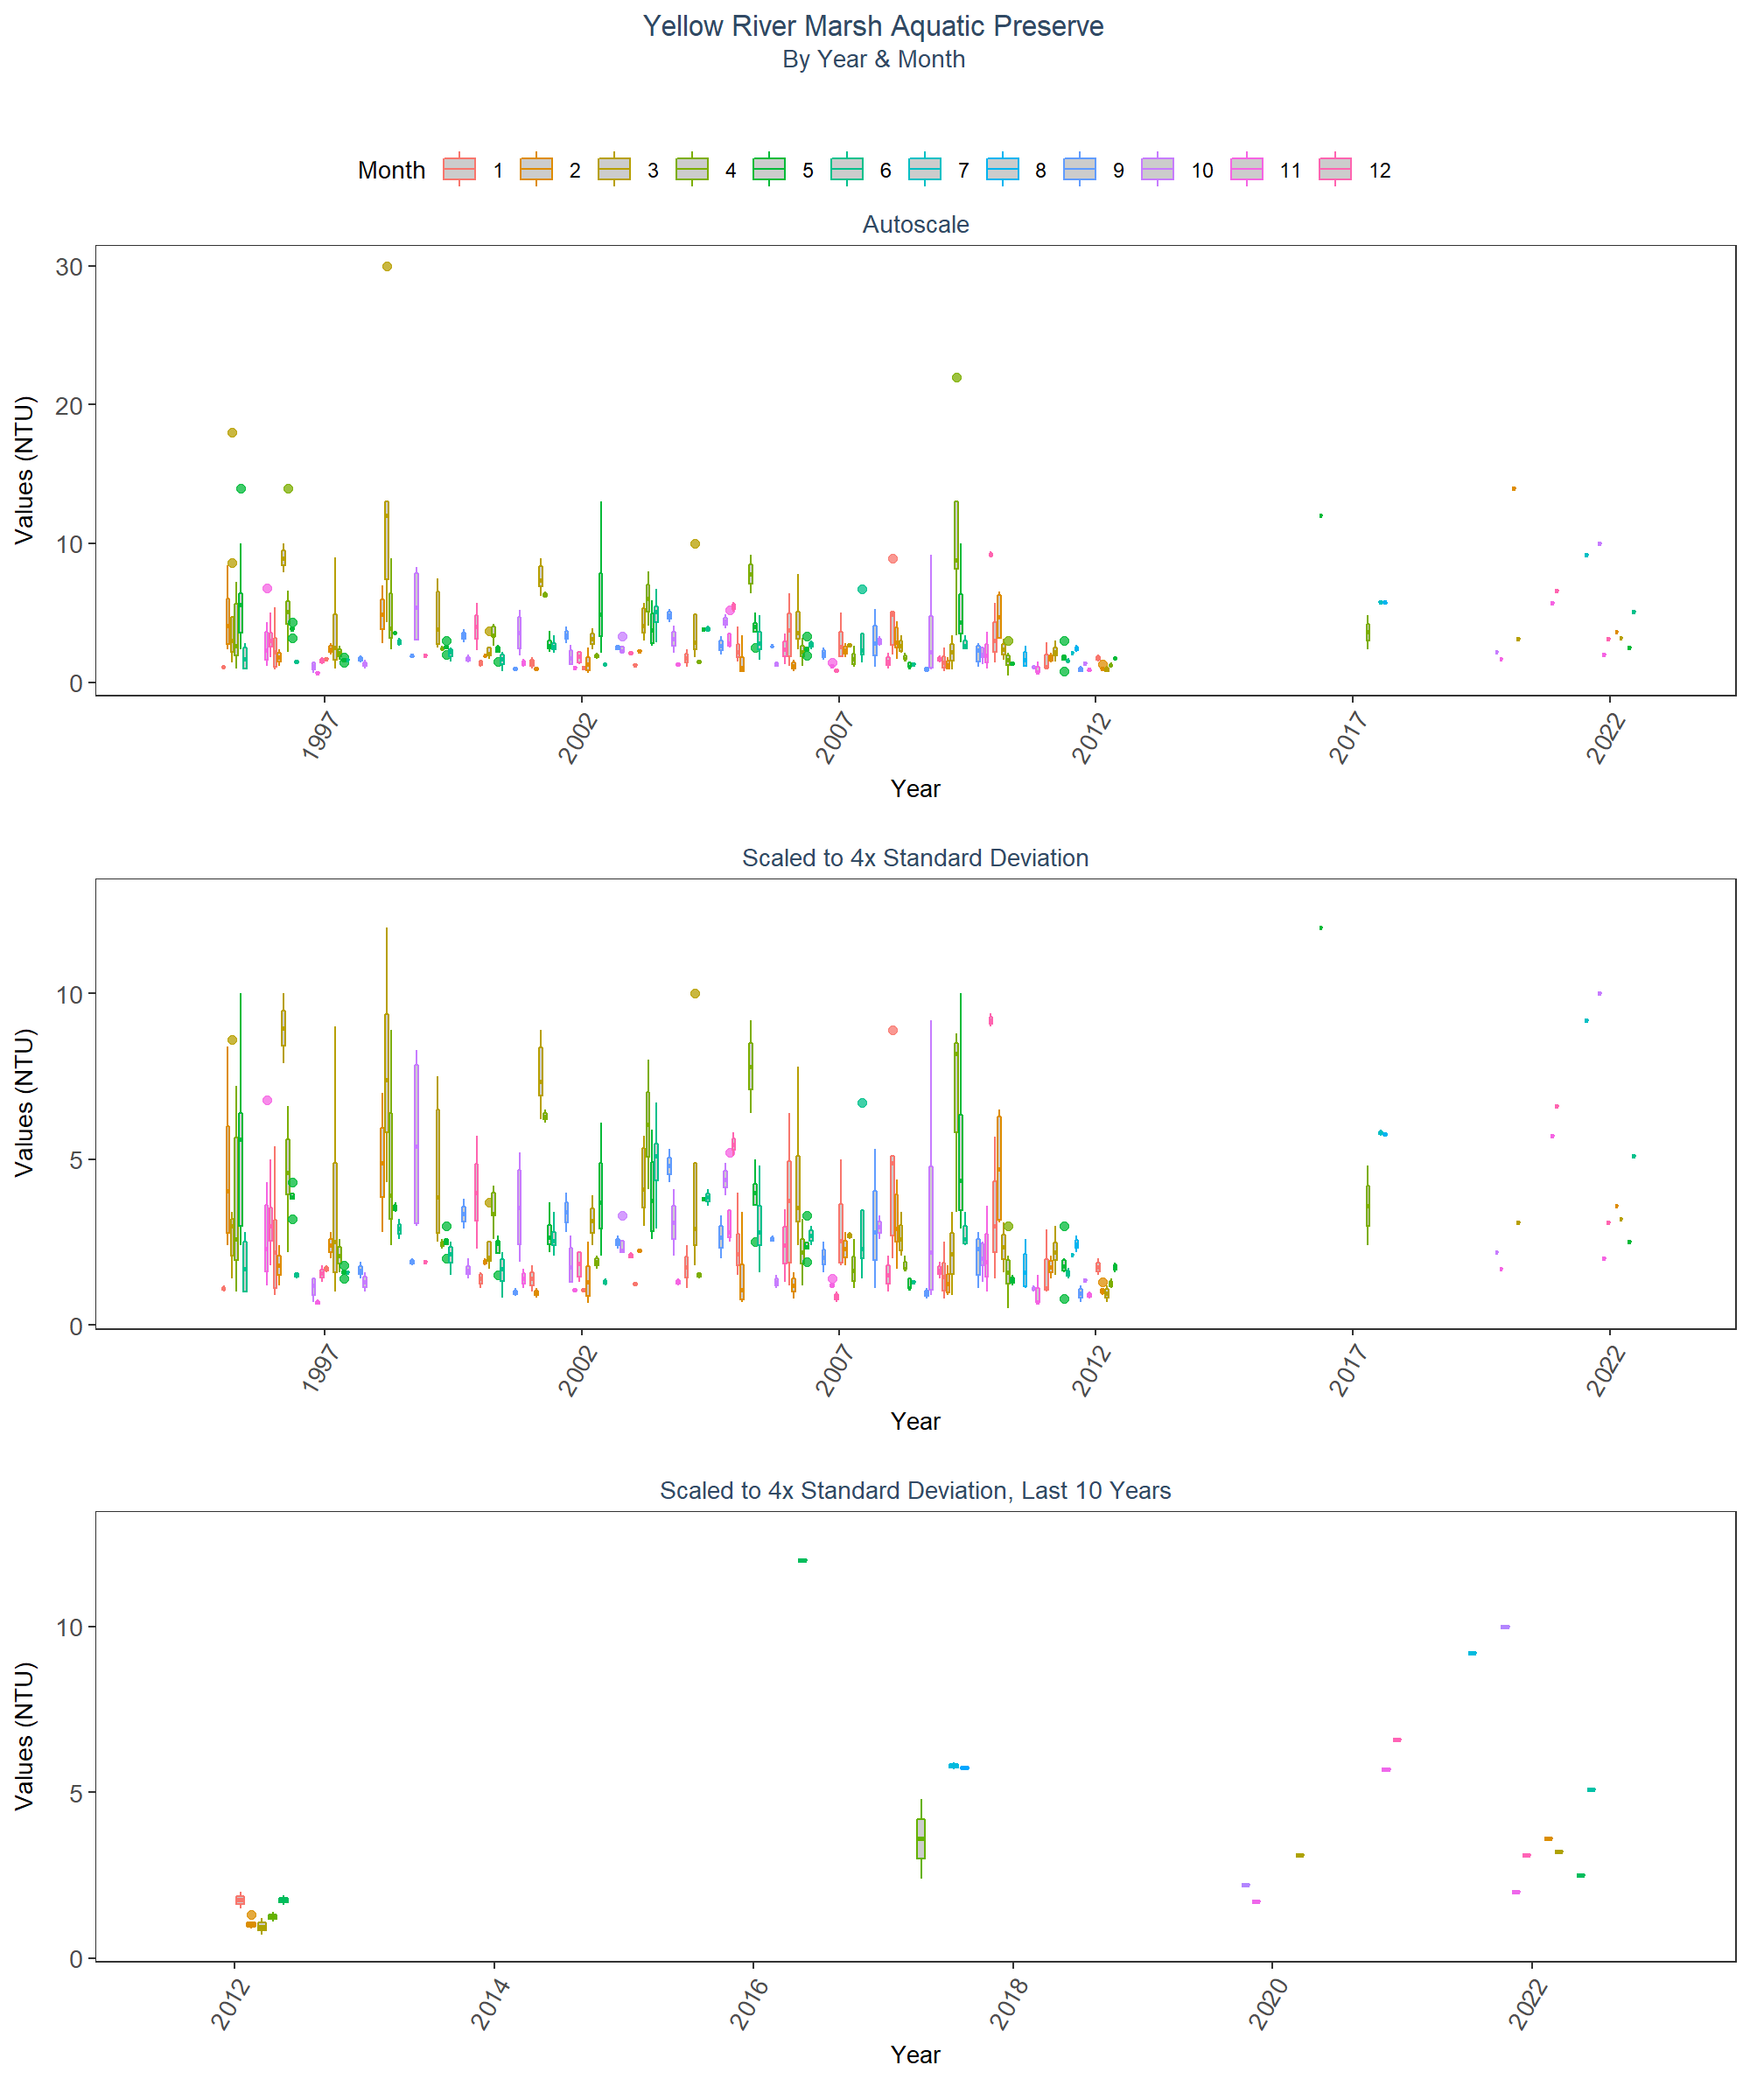 Yellow River Marsh Aquatic Preserve
By Year & Month
Month 1 2 3 4 5 6 7 8 9 10 11 12
Autoscale
Values (NTU)
30
20
10
0
1997 2002 2007 2012 2017 2022
Year
Scaled to 4x Standard Deviation
Values (NTU)
10
5
0
1997 2002 2007 2012 2017 2022
Year
Scaled to 4x Standard Deviation, Last 10 Years
Values (NTU)
10
5
0
2012 2014 2016 2018 2020 2022
Year